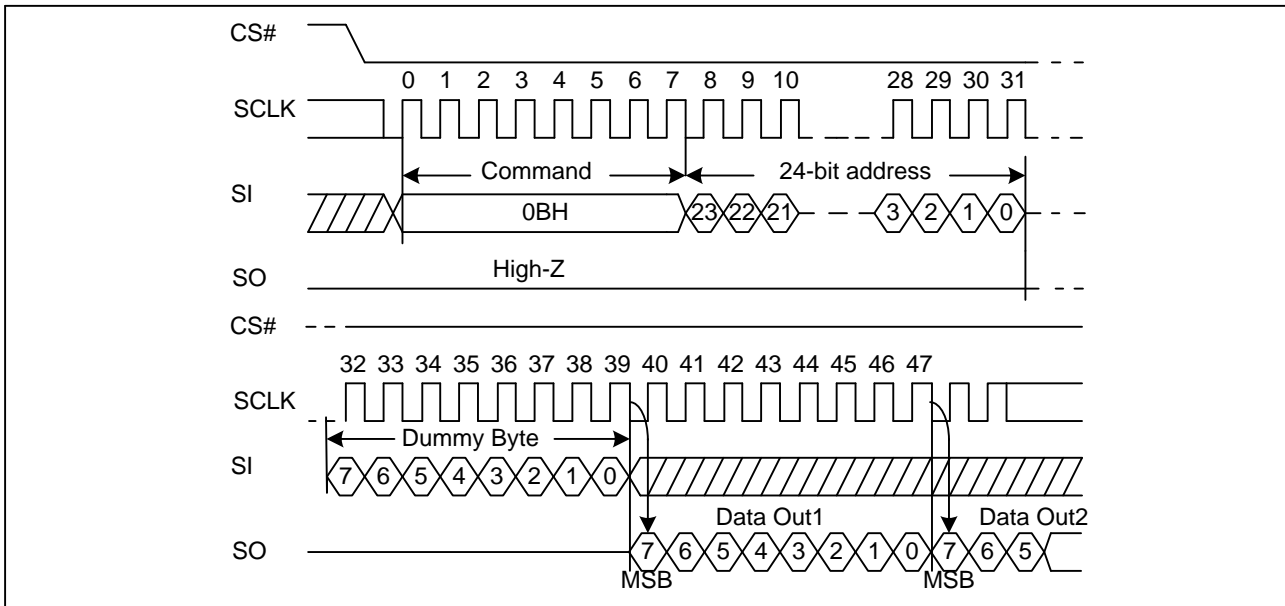 CS#
0 1 2 3 4 5 6 7 8 9 10 28 29 30 31
SCLK
Command 24-bit address
SI
0BH 23 22 21 3 2 1 0
High-Z
SO
CS#
32 33 34 35 36 37 38 39 40 41 42 43 44 45 46 47
SCLK
Dummy Byte
SI
7 6 5 4 3 2 1 0
Data Out1 Data Out2
SO
7 6 5 4 3 2 1 0 7 6 5
MSB MSB